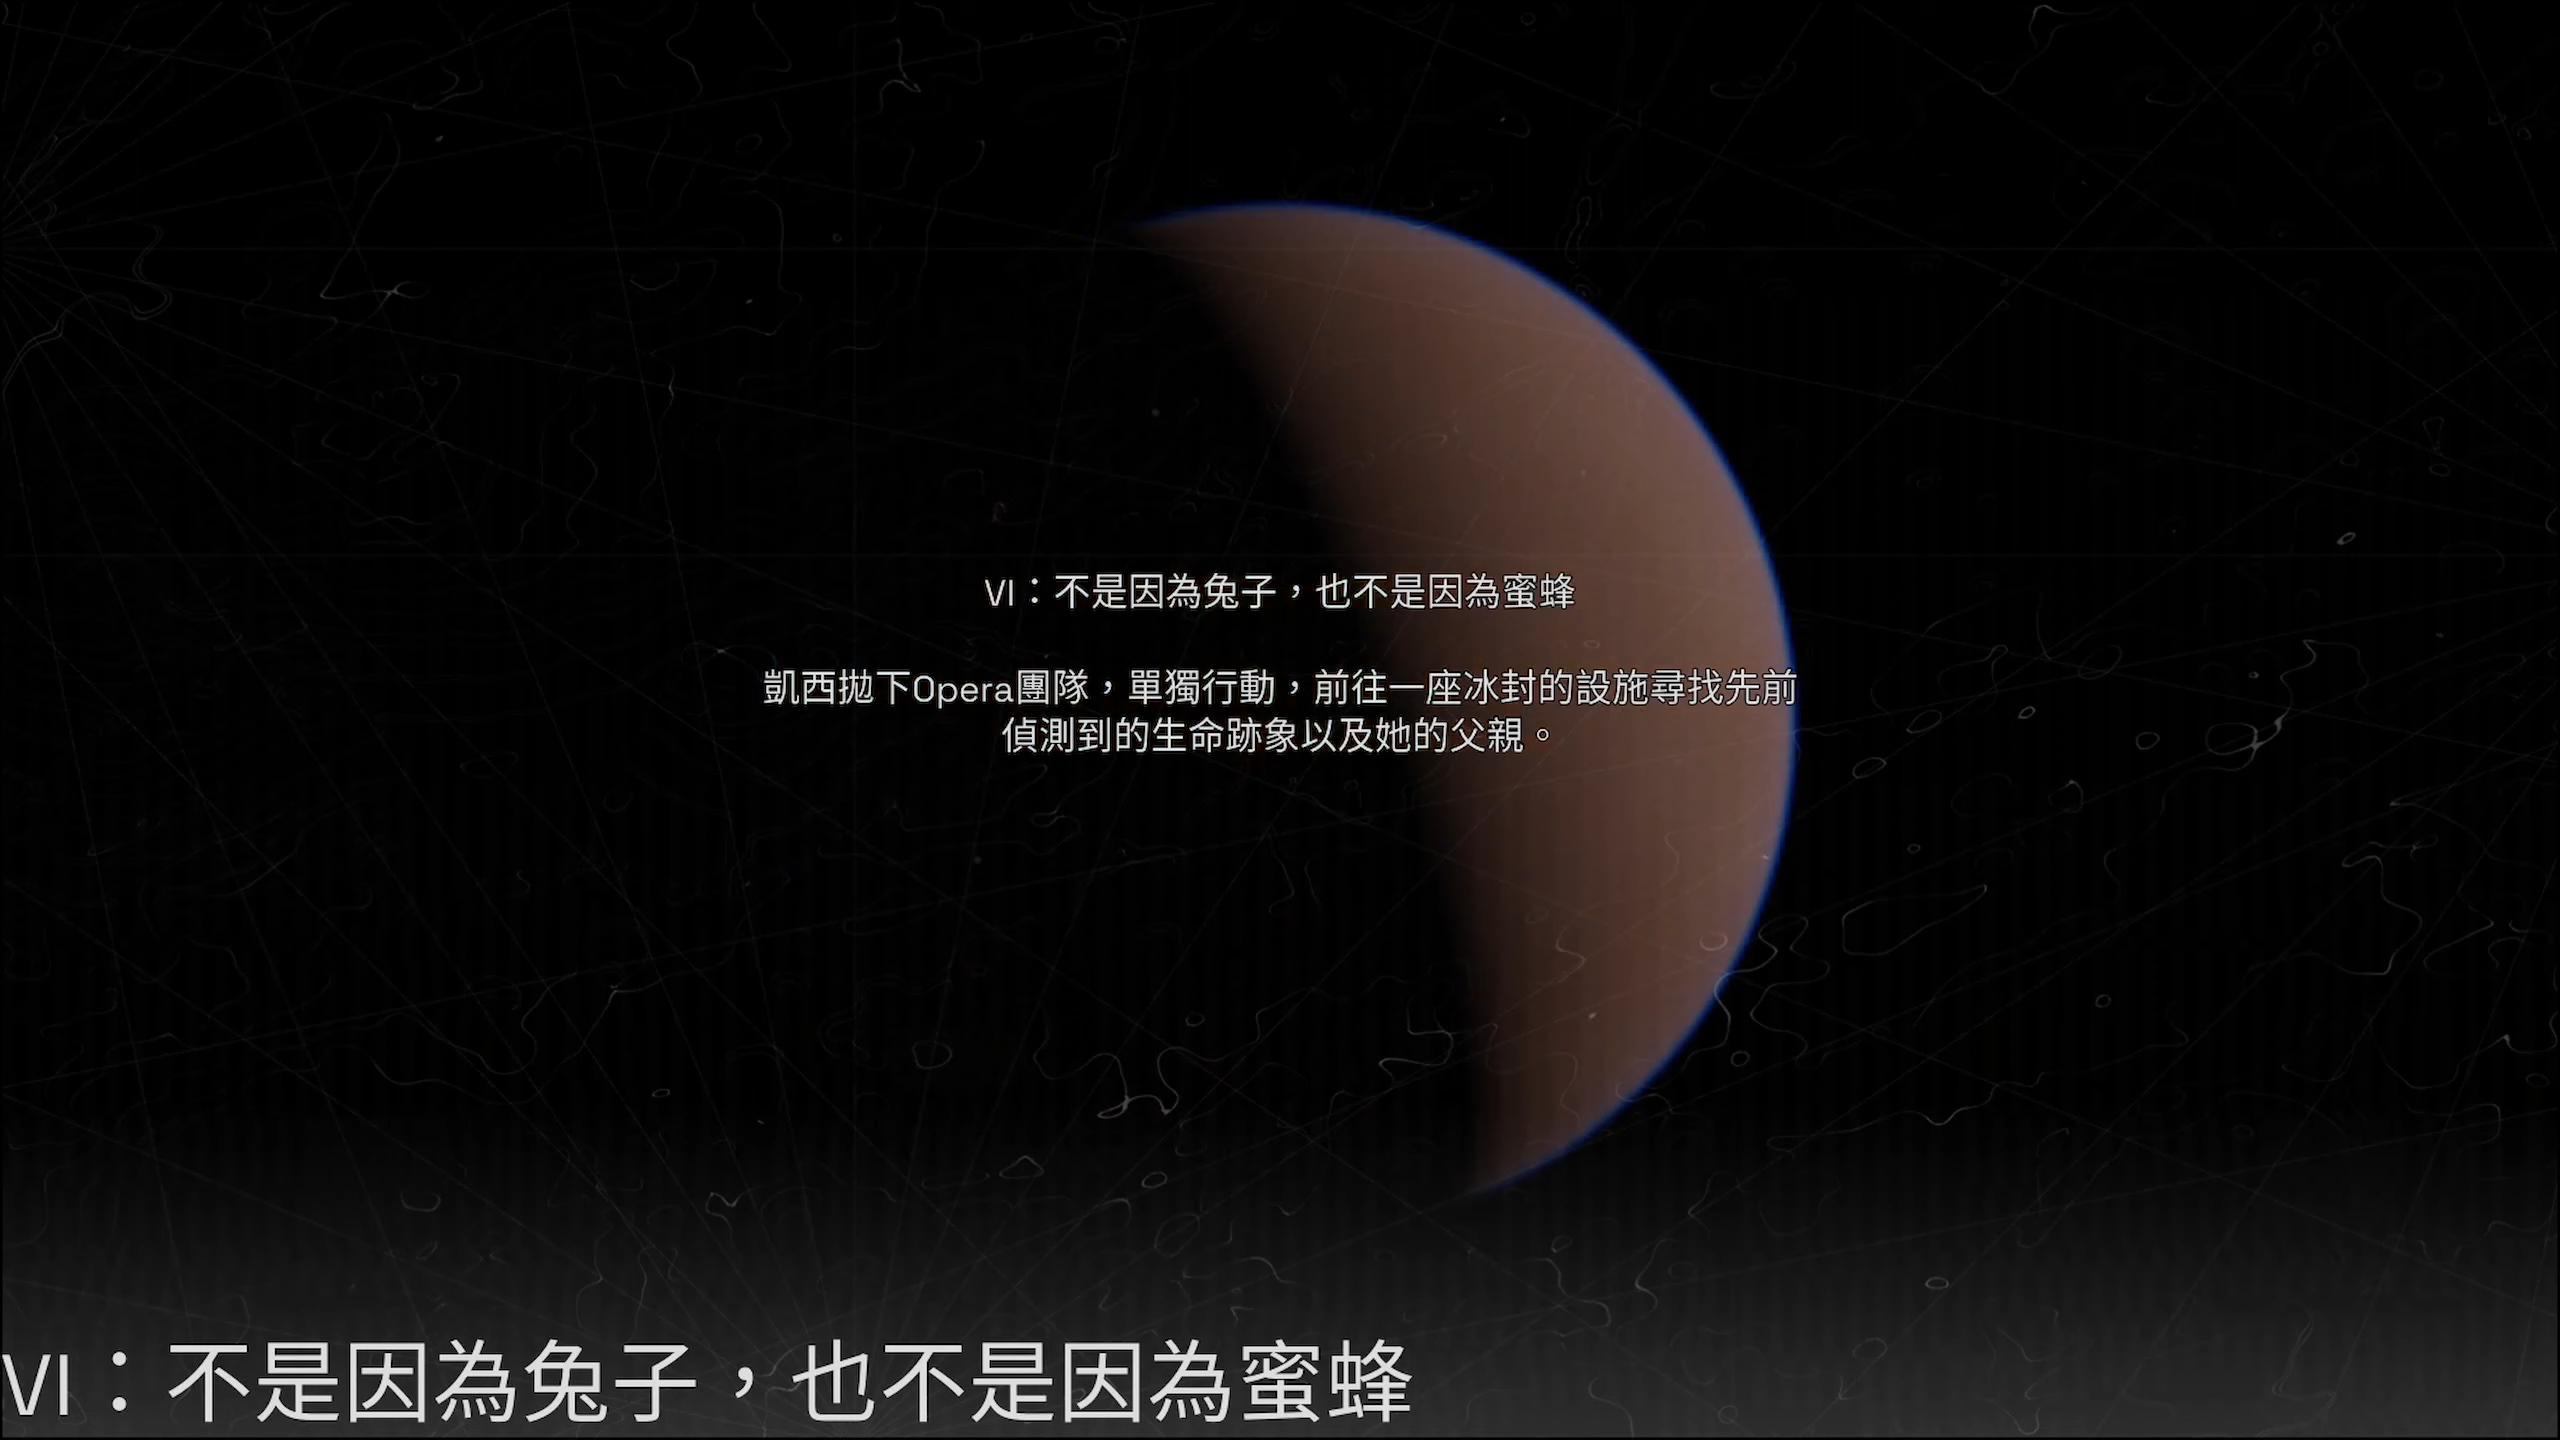 VI：不是因為兔子，也不是因為蜜蜂
凱西拋下Opera團隊，單獨行動，前往一座冰封的設施尋找先前
偵測到的生命跡象以及她的父親。
VI：不是因為兔子，也不是因為蜜蜂